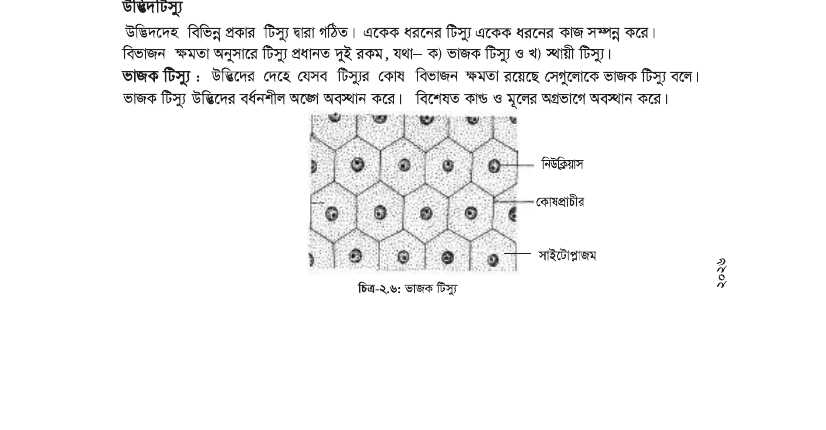 উদ্ভিদটিস্যু
উদ্ভিদদেহ বিভিন্ন প্রকার টিস্যু দ্বারা গঠিত। একেক ধরনের টিস্যু একেক ধরনের কাজ সম্পন্ন করে।
বিভাজন ক্ষমতা অনুসারে টিস্যু প্রধানত দুই রকম, যথা– ক) ভাজক টিস্যু ও খ) স্থায়ী টিস্যু।
ভাজক টিস্যু : উদ্ভিদের দেহে যেসব টিস্যুর কোষ বিভাজন ক্ষমতা রয়েছে সেগুলোকে ভাজক টিস্যু বলে।
ভাজক টিস্যু উদ্ভিদের বর্ধনশীল অঙ্গে অবস্থান করে। বিশেষত কান্ড ও মূলের অগ্রভাগে অবস্থান করে।
নিউক্লিয়াস
কোষপ্রাচীর
সাইটোপ্লাজম
চিত্র-২.৬: ভাজক টিস্যু
২০২৬